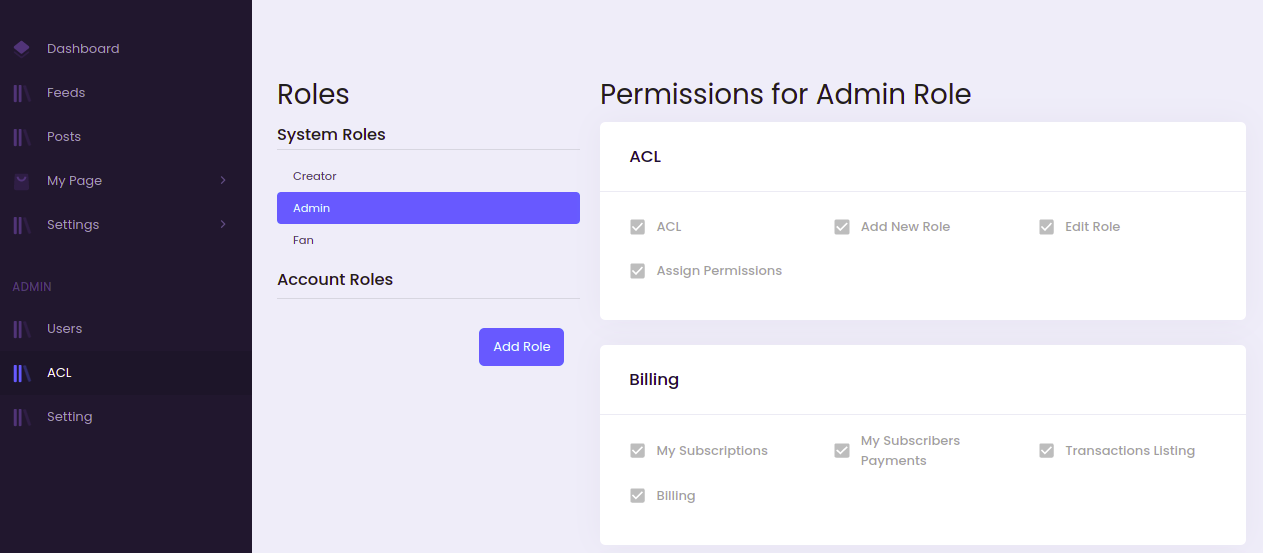 Dashboard
Feeds
Posts
My Page
Settings
ADMIN
Users
ACL
Setting
Roles
System Roles
Creator
Admin
Fan
Account Roles
Add Role
Permissions for Admin Role
ACL
ACL
Add New Role
Edit Role
Assign Permissions
Billing
My Subscriptions
My Subscribers
Payments
Transactions Listing
Billing